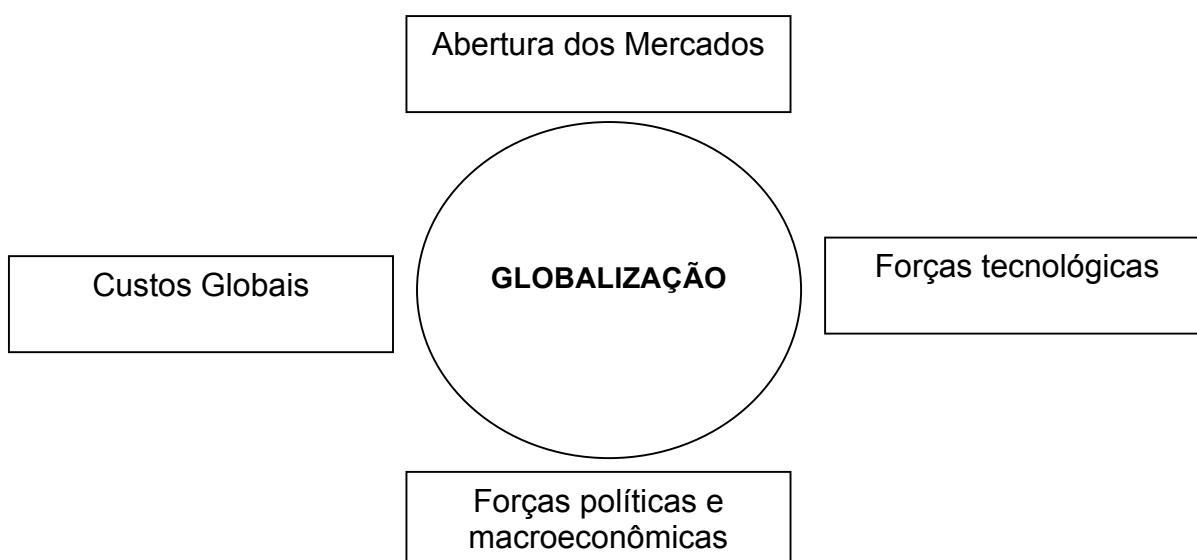 Abertura dos Mercados
Custos Globais
GLOBALIZAÇÃO
Forças tecnológicas
Forças políticas e
macroeconômicas